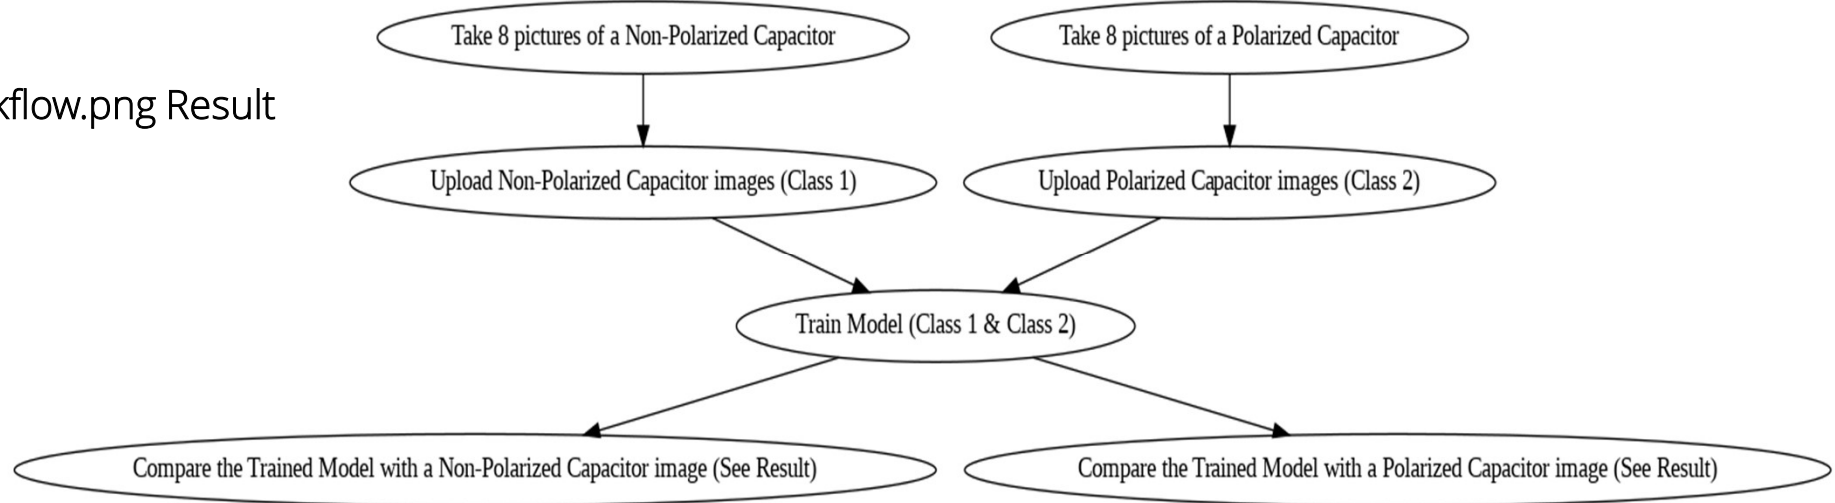 Take 8 pictures of a Non-Polarized Capacitor
Take 8 pictures of a Polarized Capacitor
kflow.png Result
Upload Non-Polarized Capacitor images (Class 1)
Upload Polarized Capacitor images (Class 2)
Train Model (Class 1 & Class 2)
Compare the Trained Model with a Non-Polarized Capacitor image (See Result)
Compare the Trained Model with a Polarized Capacitor image (See Result)